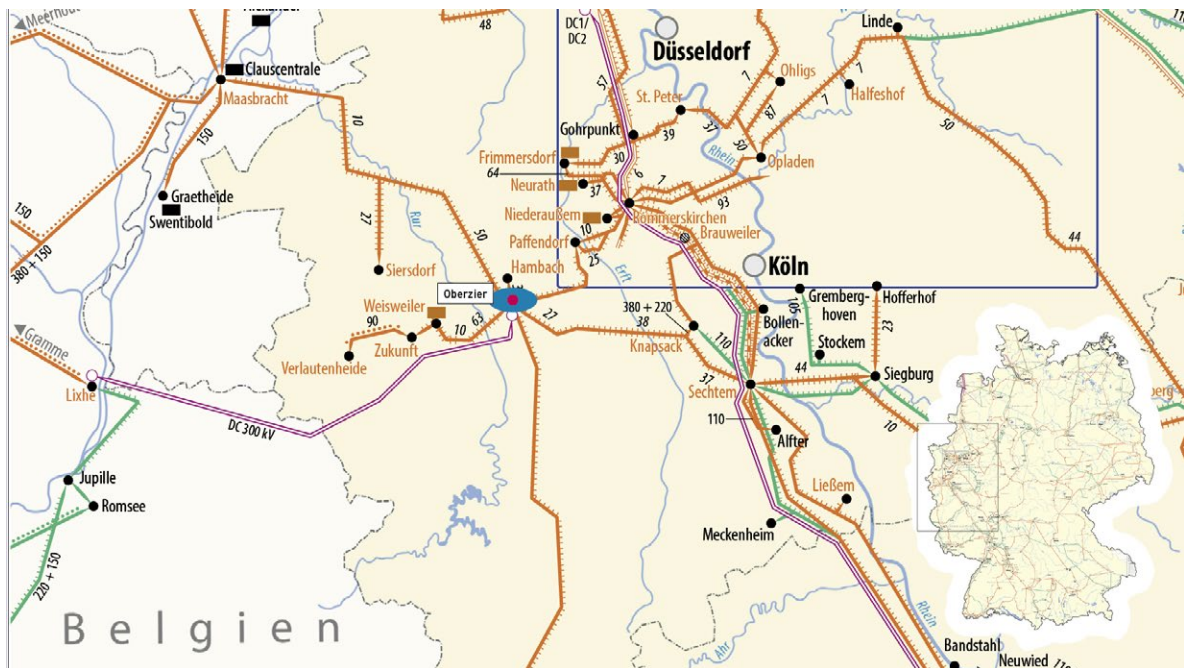 Meerhout
48
DC1/
DC2
Düsseldorf
Linde
Clauscentrale
Maasbracht
57
St. Peter
7
Ohligs
7
7
Halfeshof
10
150
Gohrpunkt
39
37
87
50
50
Rhein
Opladen
Frimmersdorf
30
64
6
Neurath
37
1
93
Graetheide
Swentibold
Niederaußem
Rommerskirchen
Brauweiler
150
Rur
10
Paffendorf
25
27
50
44
380 + 150
Siersdorf
Hambach
Erft
Köln
Oberzier
Weisweiler
105
Gremberg-
hoven
Hofferhof
380 + 220
Bollen-
acker
23
Gramme
90
10
63
27
38
Stockem
Zukunft
Knapsack
110
Verlautenheide
37
44
Siegburg
Lixhe
Sechtem
DC 300 kV
110
10
Alfter
Jupille
Ließem
Romsee
Meckenheim
220 + 150
Belgien
Rhein
Ahr
Bandstahl
Neuwied